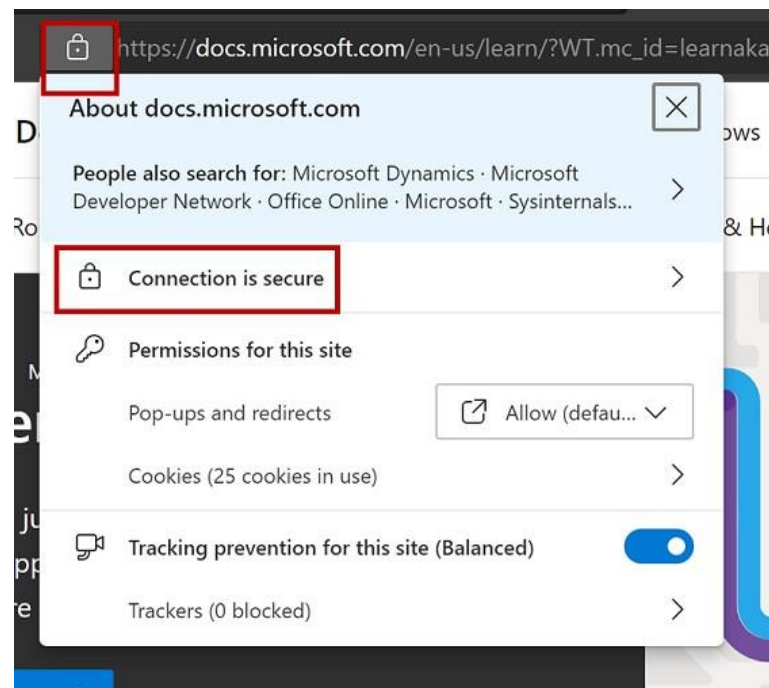 https://docs.microsoft.com/en-us/learn/?WT.mc_id=learnaka
About docs.microsoft.com
People also search for: Microsoft Dynamics · Microsoft
Developer Network · Office Online · Microsoft · Sysinternals...
Connection is secure
Permissions for this site
Pop-ups and redirects
Allow (defau...
Cookies (25 cookies in use)
Tracking prevention for this site (Balanced)
Trackers (0 blocked)